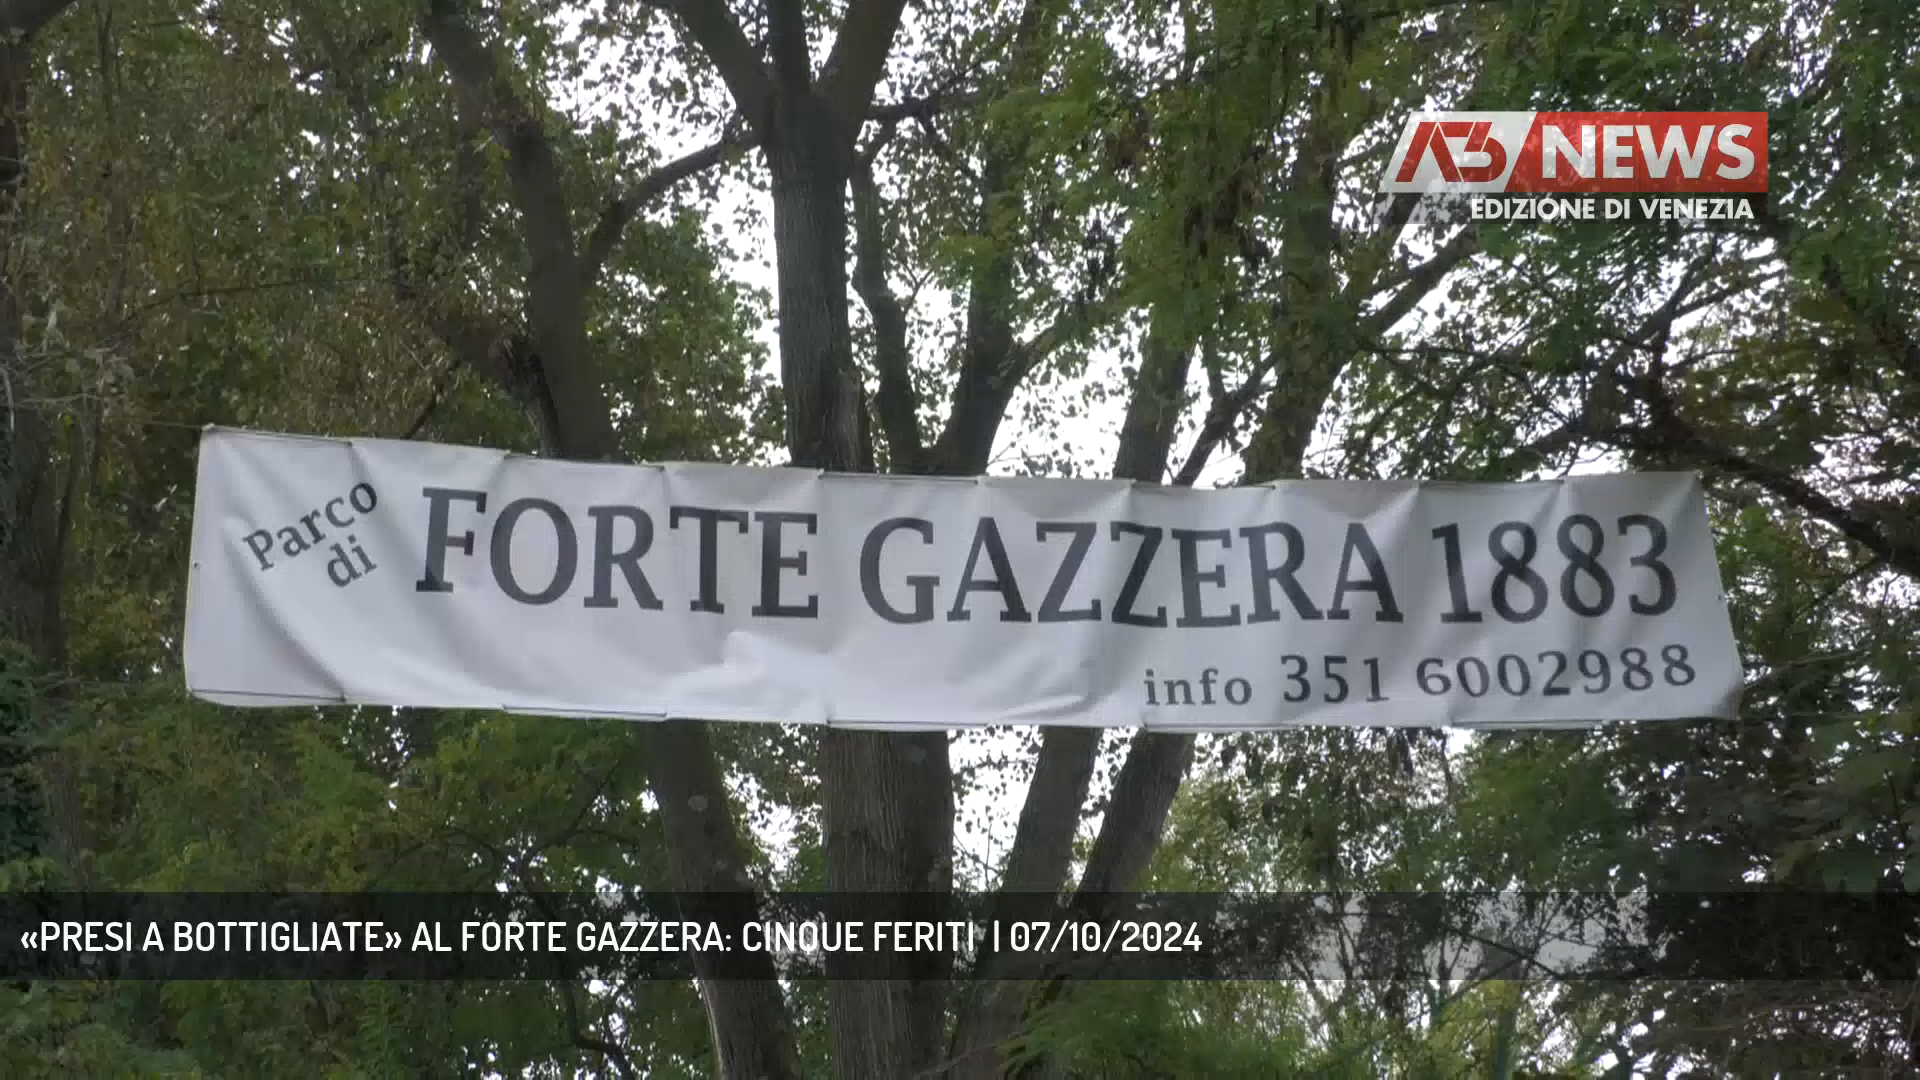 A3 NEWS
EDIZIONE DI VENEZIA
Parco
di
FORTE GAZZERA 1883
info 351 6002988
«PRESI A BOTTIGLIATE» AL FORTE GAZZERA: CINQUE FERITI | 07/10/2024